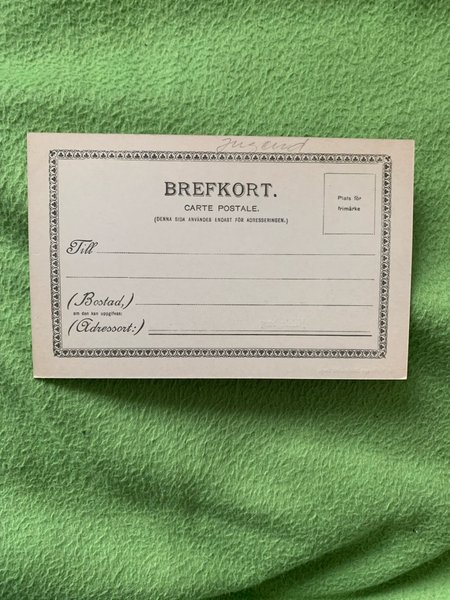 Jugend
BREFKORT.
CARTE POSTALE.
(DENNA SIDA ANVÄNDES ENDAST FÖR ADRESSERINGEN.)
Plats för
frimärke
Till
(Bostad,)
om den kan uppgifvas:
(Adressort:)